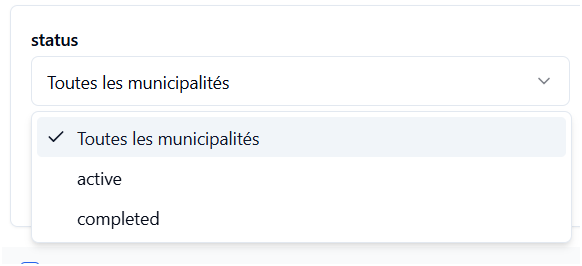 status
Toutes les municipalités
Toutes les municipalités
active
completed